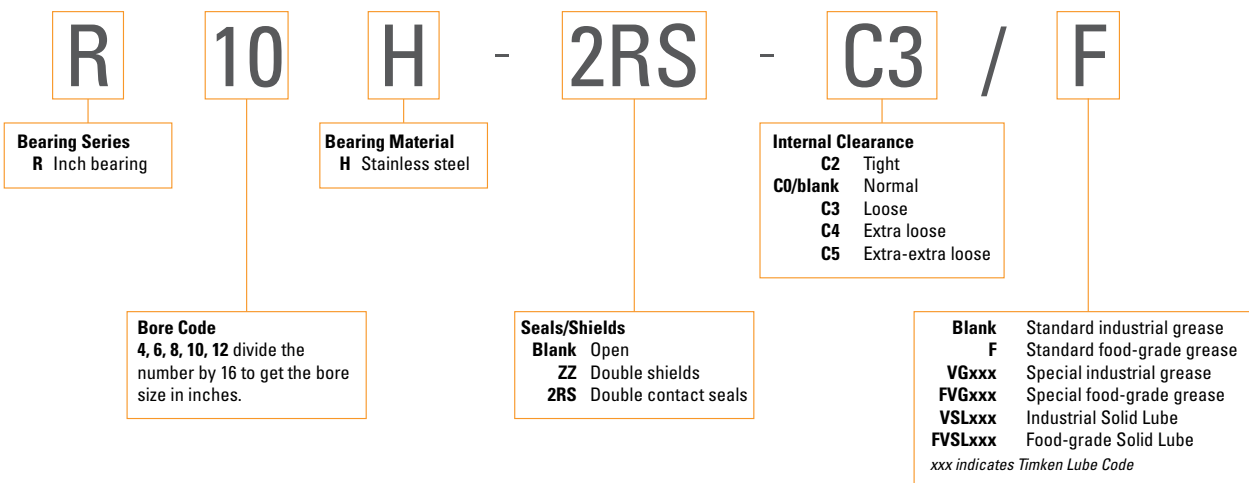 R 10 H - 2RS - C3 / F
Bearing Series
R Inch bearing
Bearing Material
H Stainless steel
Internal Clearance
C2 Tight
C0/blank Normal
C3 Loose
C4 Extra loose
C5 Extra-extra loose
Bore Code
4, 6, 8, 10, 12 divide the
number by 16 to get the bore
size in inches.
Seals/Shields
Blank Open
ZZ Double shields
2RS Double contact seals
Blank Standard industrial grease
F Standard food-grade grease
VGxxx Special industrial grease
FVGxxx Special food-grade grease
VSLxxx Industrial Solid Lube
FVSLxxx Food-grade Solid Lube
xxx indicates Timken Lube Code